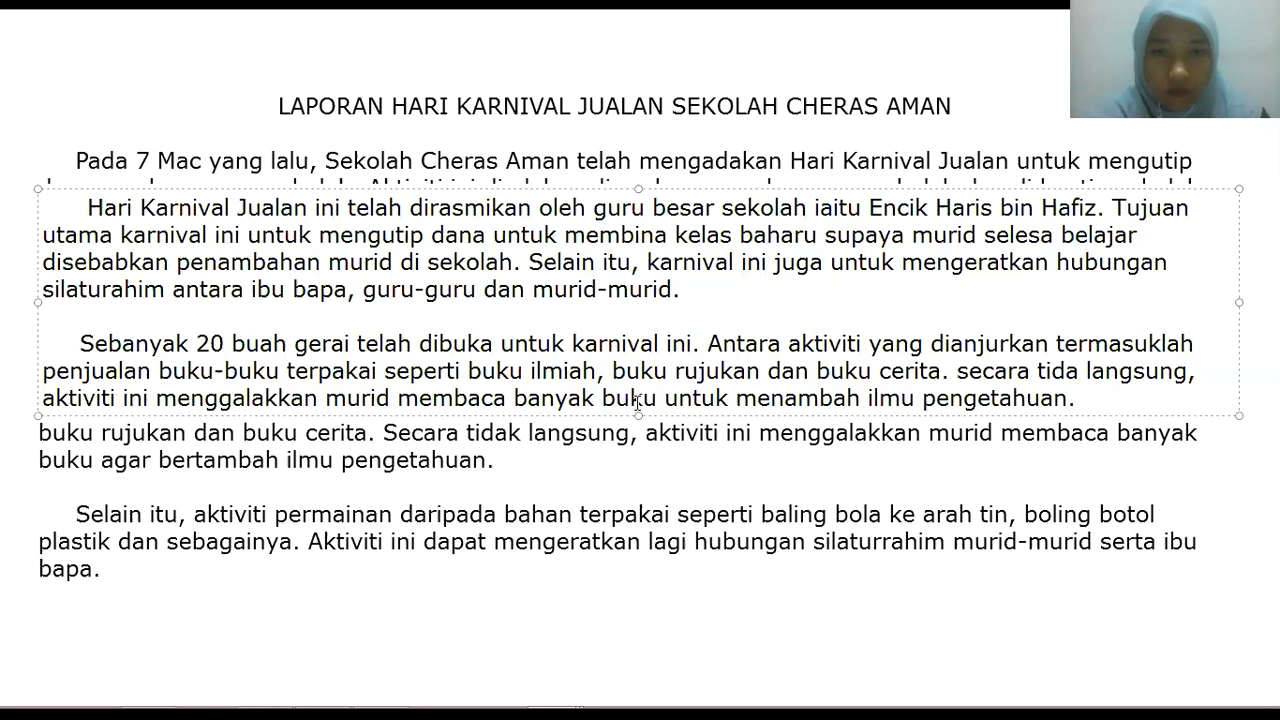 LAPORAN HARI KARNIVAL JUALAN SEKOLAH CHERAS AMAN
Pada 7 Mac yang lalu, Sekolah Cheras Aman telah mengadakan Hari Karnival Jualan untuk mengutip
Hari Karnival Jualan ini telah dirasmikan oleh guru besar sekolah iaitu Encik Haris bin Hafiz. Tujuan
utama karnival ini untuk mengutip dana untuk membina kelas baharu supaya murid selesa belajar
disebabkan penambahan murid di sekolah. Selain itu, karnival ini juga untuk mengeratkan hubungan
silaturahim antara ibu bapa, guru-guru dan murid-murid.
Sebanyak 20 buah gerai telah dibuka untuk karnival ini. Antara aktiviti yang dianjurkan termasuklah
penjualan buku-buku terpakai seperti buku ilmiah, buku rujukan dan buku cerita. secara tida langsung,
aktiviti ini menggalakkan murid membaca banyak buku untuk menambah ilmu pengetahuan.
buku rujukan dan buku cerita. Secara tidak langsung, aktiviti ini menggalakkan murid membaca banyak
buku agar bertambah ilmu pengetahuan.
Selain itu, aktiviti permainan daripada bahan terpakai seperti baling bola ke arah tin, boling botol
plastik dan sebagainya. Aktiviti ini dapat mengeratkan lagi hubungan silaturrahim murid-murid serta ibu
bapa.